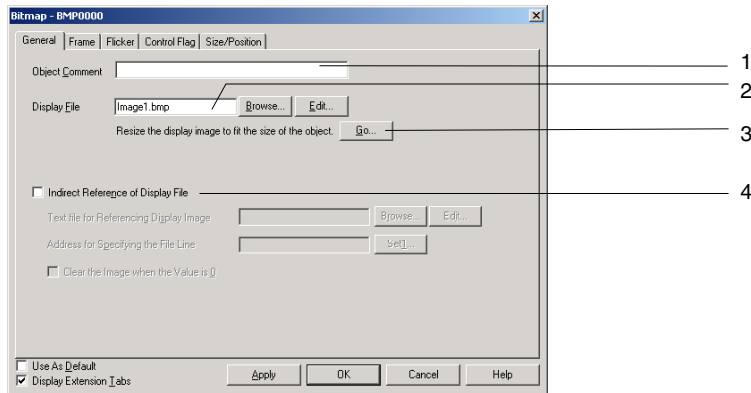 Bitmap - BMP0000
General Frame Flicker Control Flag Size/Position
Object Comment
1
Display File Image1.bmp Browse... Edit...
2
Resize the display image to fit the size of the object. Go...
3
Indirect Reference of Display File
4
Text file for Referencing Display Image Browse... Edit...
Address for Specifying the File Line Set1...
Clear the Image when the Value is 0
Use As Default
Display Extension Tabs
Apply OK Cancel Help